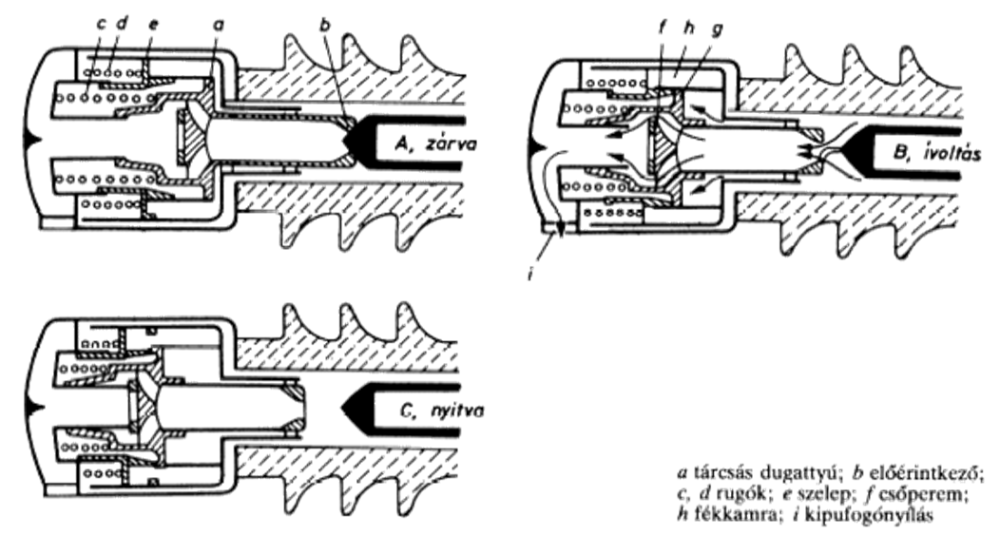 c d e a b
A, zárva
f h g
B, ívoltás
i
C, nyitva
a tárcsás dugattyú; b előérintkező;
c, d rugók; e szelep; f csőperem;
h fékkamra; i kipufogónyílás